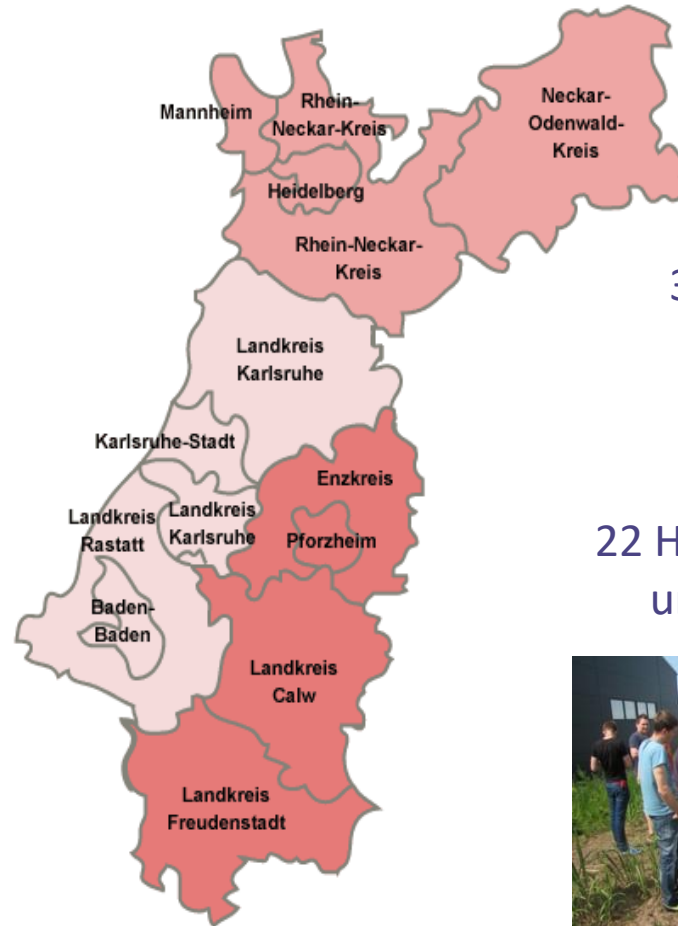 Mannheim
Rhein-
Neckar-Kreis
Neckar-
Odenwald-
Kreis
Heidelberg
Rhein-Neckar-
Kreis
3
Landkreis
Karlsruhe
Karlsruhe-Stadt
Enzkreis
Landkreis
Rastatt
Landkreis
Karlsruhe
Pforzheim
22 H
u
Baden-
Baden
Landkreis
Calw
Landkreis
Freudenstadt